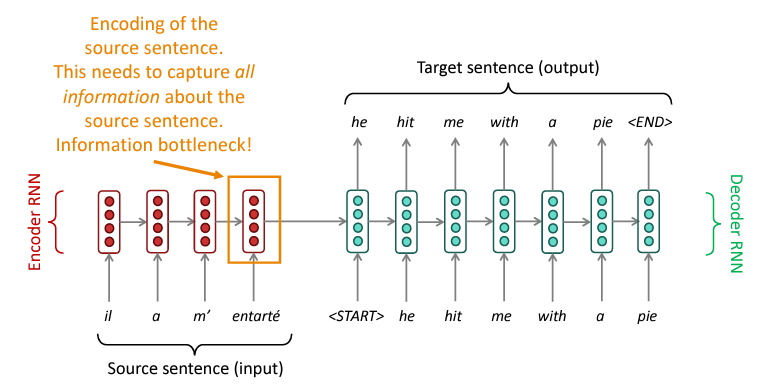 Encoding of the
source sentence.
This needs to capture all
information about the
source sentence.
Information bottleneck!
Target sentence (output)
he hit me with a pie <END>
Encoder RNN
Decoder RNN
il a m’ entarté <START> he hit me with a pie
Source sentence (input)